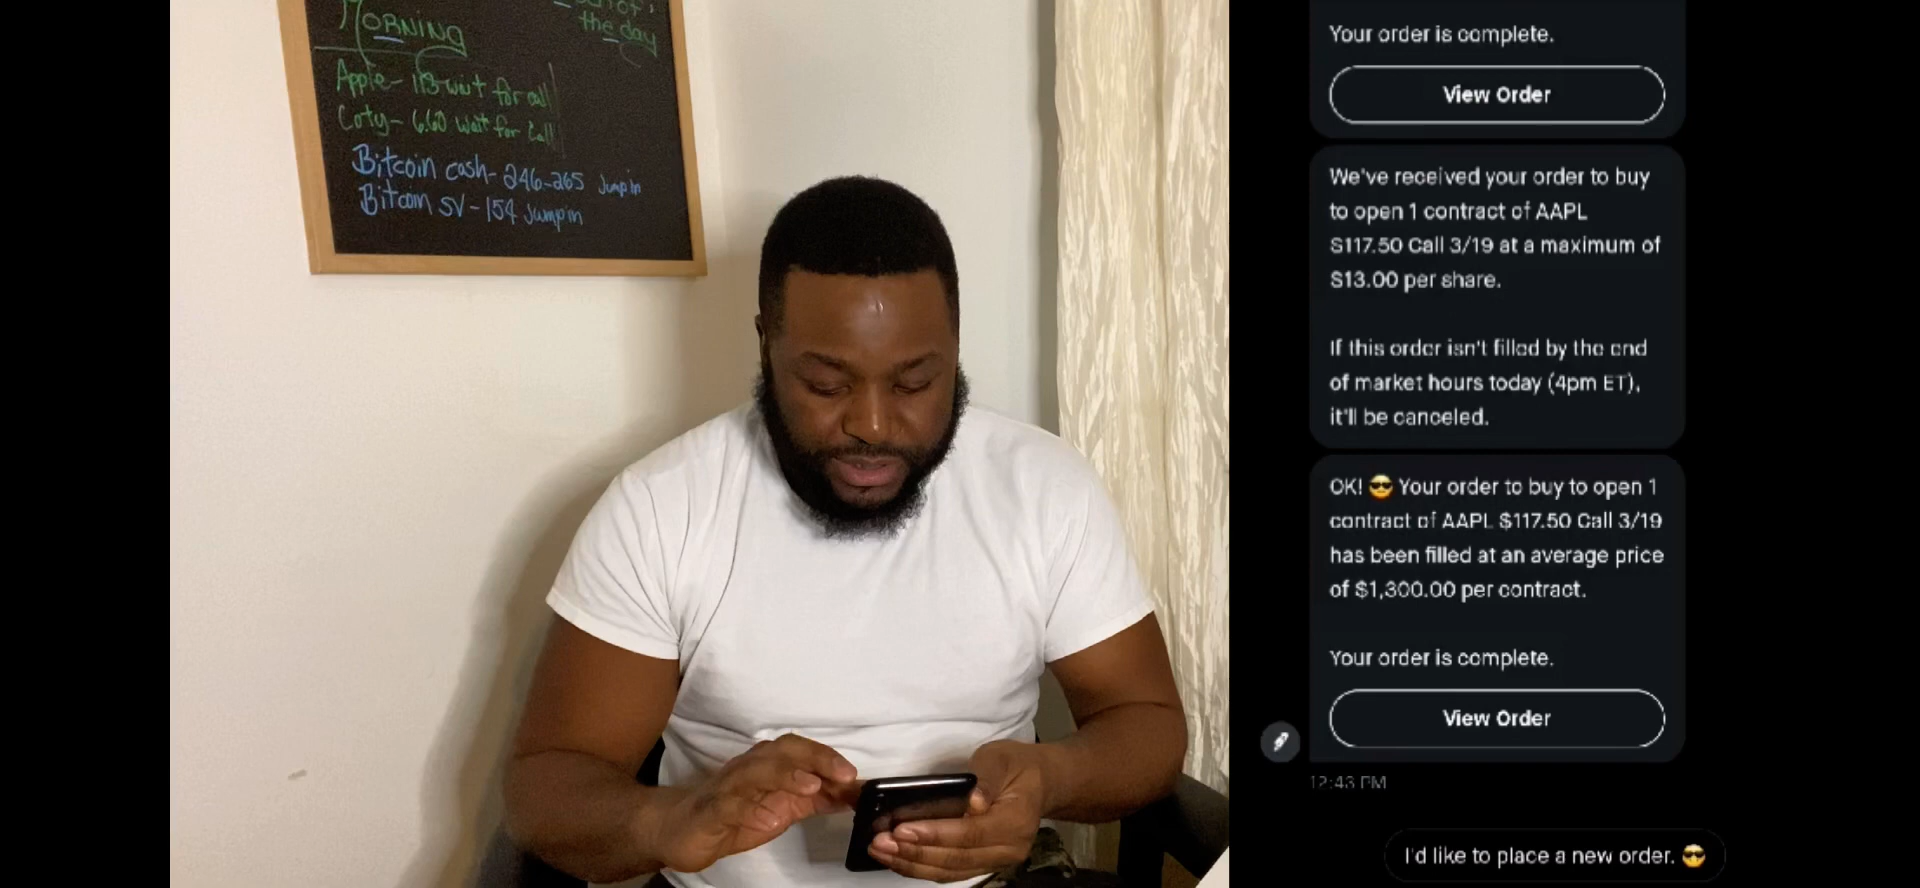 MORNING
the day
Apple- 113 wait for call
Coty- 6.60 wait for Call
Bitcoin cash- 246-265 Jump in
Bitcoin SV - 154 Jump in
Your order is complete.
View Order
We've received your order to buy
to open 1 contract of AAPL
$117.50 Call 3/19 at a maximum of
$13.00 per share.
If this order isn't filled by the end
of market hours today (4pm ET),
it'll be canceled.
OK! 😎 Your order to buy to open 1
contract of AAPL $117.50 Call 3/19
has been filled at an average price
of $1,300.00 per contract.
Your order is complete.
View Order
12:43 PM
I'd like to place a new order. 😎